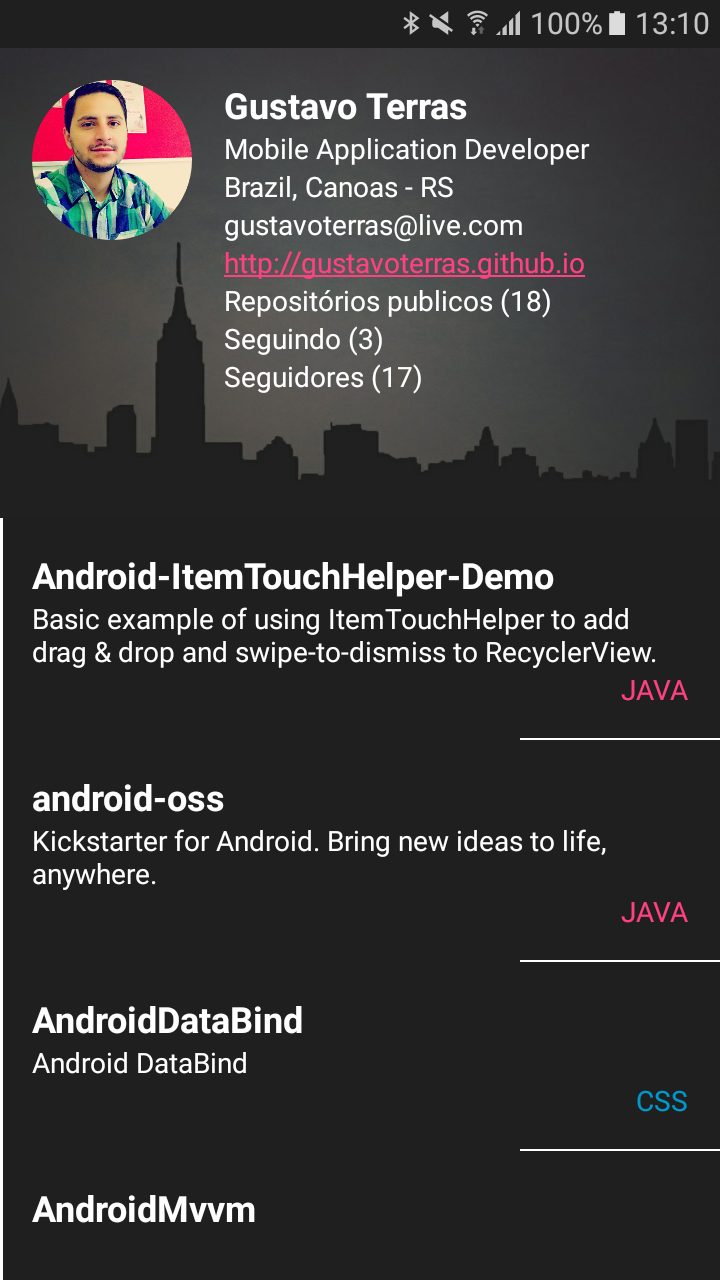 100% 13:10
Gustavo Terras
Mobile Application Developer
Brazil, Canoas - RS
gustavoterras@live.com
http://gustavoterras.github.io
Repositórios publicos (18)
Seguindo (3)
Seguidores (17)
Android-ItemTouchHelper-Demo
Basic example of using ItemTouchHelper to add
drag & drop and swipe-to-dismiss to RecyclerView.
JAVA
android-oss
Kickstarter for Android. Bring new ideas to life,
anywhere.
JAVA
AndroidDataBind
Android DataBind
CSS
AndroidMvvm